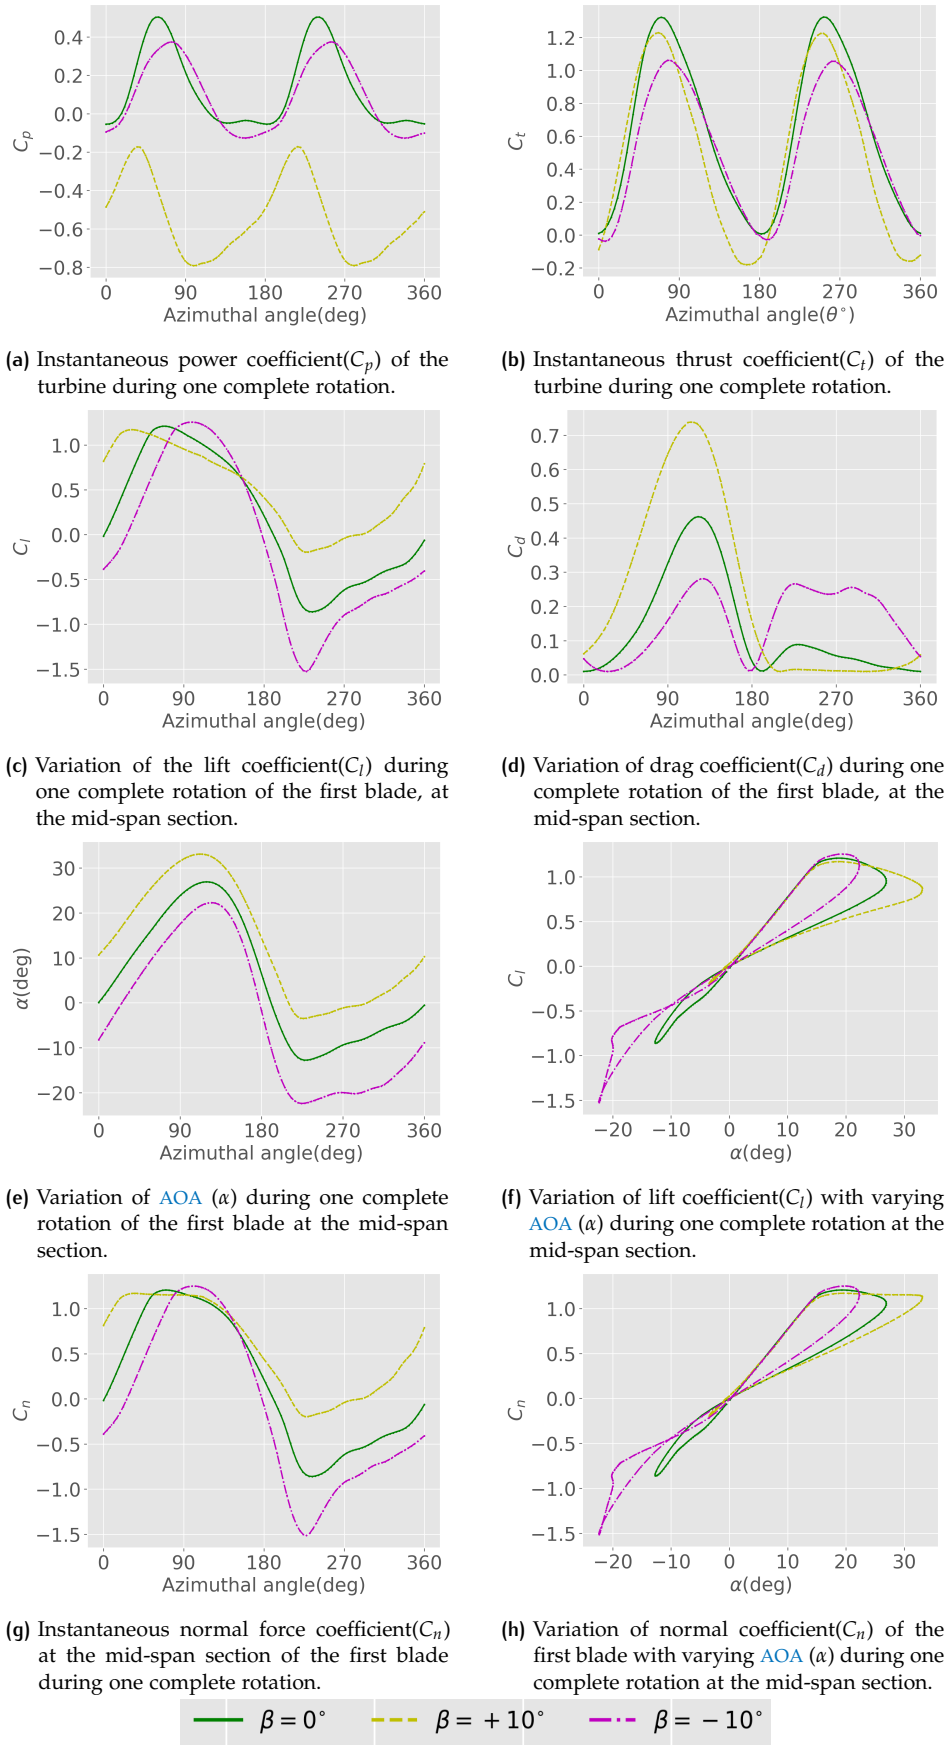 0.4
0.2
0.0
−0.2
−0.4
−0.6
−0.8
C_p
0 90 180 270 360
Azimuthal angle(deg)
1.2
1.0
0.8
0.6
0.4
0.2
0.0
−0.2
C_t
0 90 180 270 360
Azimuthal angle(θ°)
(a) Instantaneous power coefficient(C_p) of the
turbine during one complete rotation.
(b) Instantaneous thrust coefficient(C_t) of the
turbine during one complete rotation.
1.0
0.5
0.0
−0.5
−1.0
−1.5
C_l
0 90 180 270 360
Azimuthal angle(deg)
0.7
0.6
0.5
0.4
0.3
0.2
0.1
0.0
C_d
0 90 180 270 360
Azimuthal angle(deg)
(c) Variation of the lift coefficient(C_l) during
one complete rotation of the first blade, at
the mid-span section.
(d) Variation of drag coefficient(C_d) during one
complete rotation of the first blade, at the
mid-span section.
30
20
10
0
−10
−20
α(deg)
0 90 180 270 360
Azimuthal angle(deg)
1.0
0.5
0.0
−0.5
−1.0
−1.5
C_l
−20 −10 0 10 20 30
α(deg)
(e) Variation of AOA (α) during one complete
rotation of the first blade at the mid-span
section.
(f) Variation of lift coefficient(C_l) with varying
AOA (α) during one complete rotation at the
mid-span section.
1.0
0.5
0.0
−0.5
−1.0
−1.5
C_n
0 90 180 270 360
Azimuthal angle(deg)
1.0
0.5
0.0
−0.5
−1.0
−1.5
C_n
−20 −10 0 10 20 30
α(deg)
(g) Instantaneous normal force coefficient(C_n)
at the mid-span section of the first blade
during one complete rotation.
(h) Variation of normal coefficient(C_n) of the
first blade with varying AOA (α) during one
complete rotation at the mid-span section.
β = 0° β = +10° β = −10°